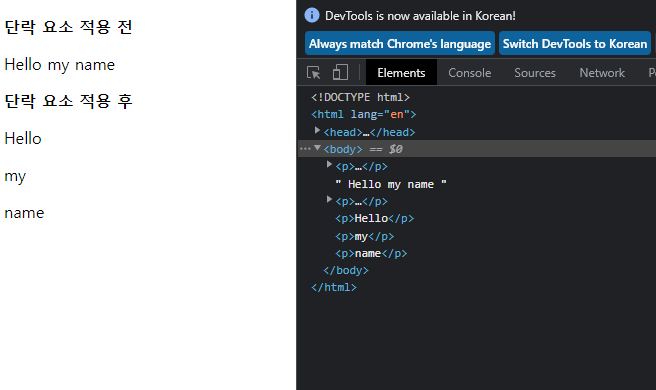 단락 요소 적용 전
Hello my name
단락 요소 적용 후
Hello
my
name
DevTools is now available in Korean!
Always match Chrome's language
Switch DevTools to Korean
Elements Console Sources Network
<!DOCTYPE html>
<html lang="en">
<head>…</head>
<body> == $0
<p>…</p>
" Hello my name "
<p>…</p>
<p>Hello</p>
<p>my</p>
<p>name</p>
</body>
</html>